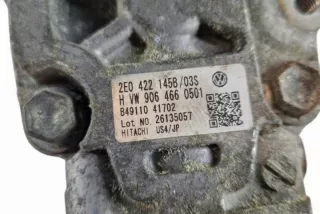 2E0 422 145B/03S
H VW 906 466 0501
B49110 41702
Lot NO. 26135057
HITACHI US4/JP